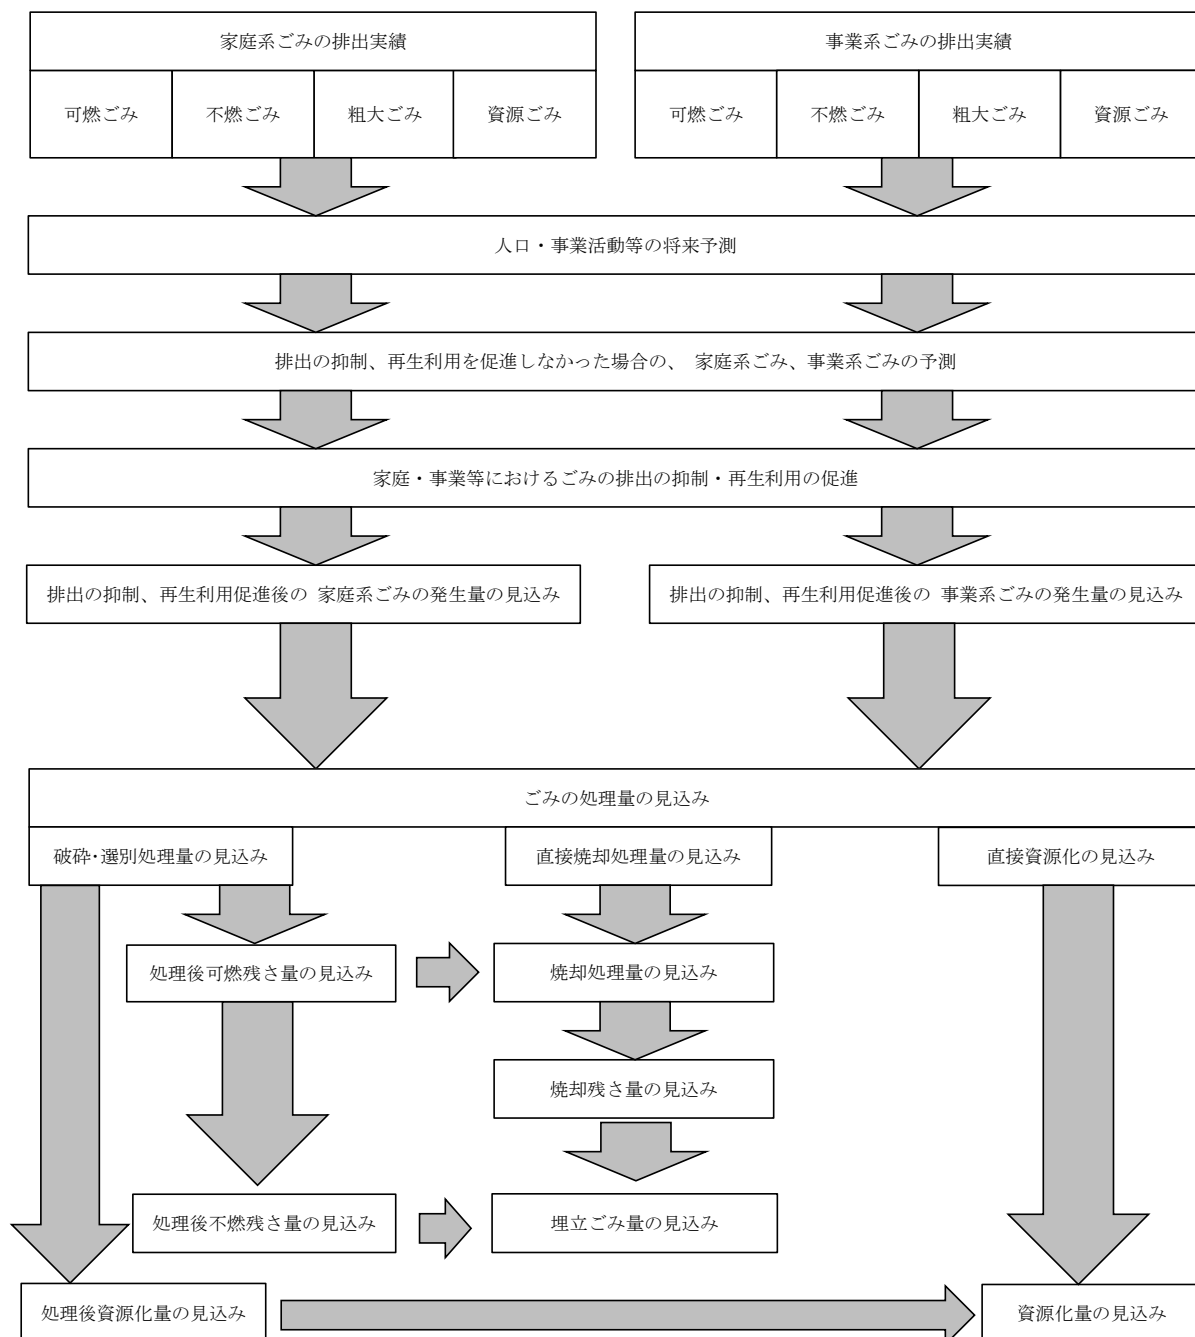 家庭系ごみの排出実績
事業系ごみの排出実績
可燃ごみ
不燃ごみ
粗大ごみ
資源ごみ
可燃ごみ
不燃ごみ
粗大ごみ
資源ごみ
人口・事業活動等の将来予測
排出の抑制、再生利用を促進しなかった場合の、 家庭系ごみ、事業系ごみの予測
家庭・事業等におけるごみの排出の抑制・再生利用の促進
排出の抑制、再生利用促進後の 家庭系ごみの発生量の見込み
排出の抑制、再生利用促進後の 事業系ごみの発生量の見込み
ごみの処理量の見込み
破砕・選別処理量の見込み
直接焼却処理量の見込み
直接資源化の見込み
処理後可燃残さ量の見込み
焼却処理量の見込み
焼却残さ量の見込み
処理後不燃残さ量の見込み
埋立ごみ量の見込み
処理後資源化量の見込み
資源化量の見込み